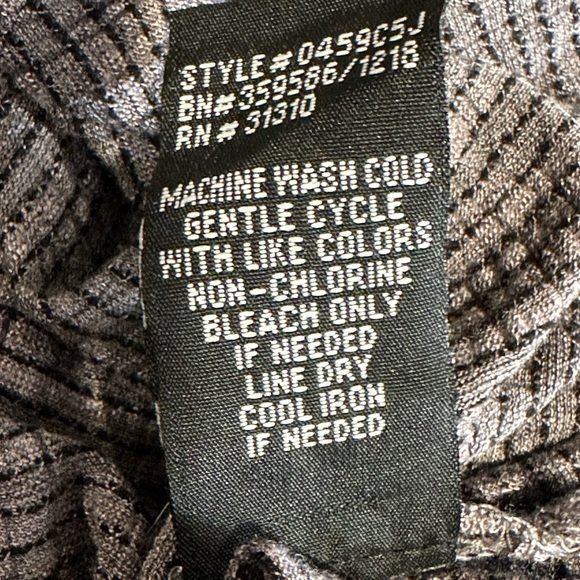 STYLE# 0459C5J
BN# 359586/1218
RN # 31310
MACHINE WASH COLD
GENTLE CYCLE
WITH LIKE COLORS
NON-CHLORINE
BLEACH ONLY
IF NEEDED
LINE DRY
COOL IRON
IF NEEDED